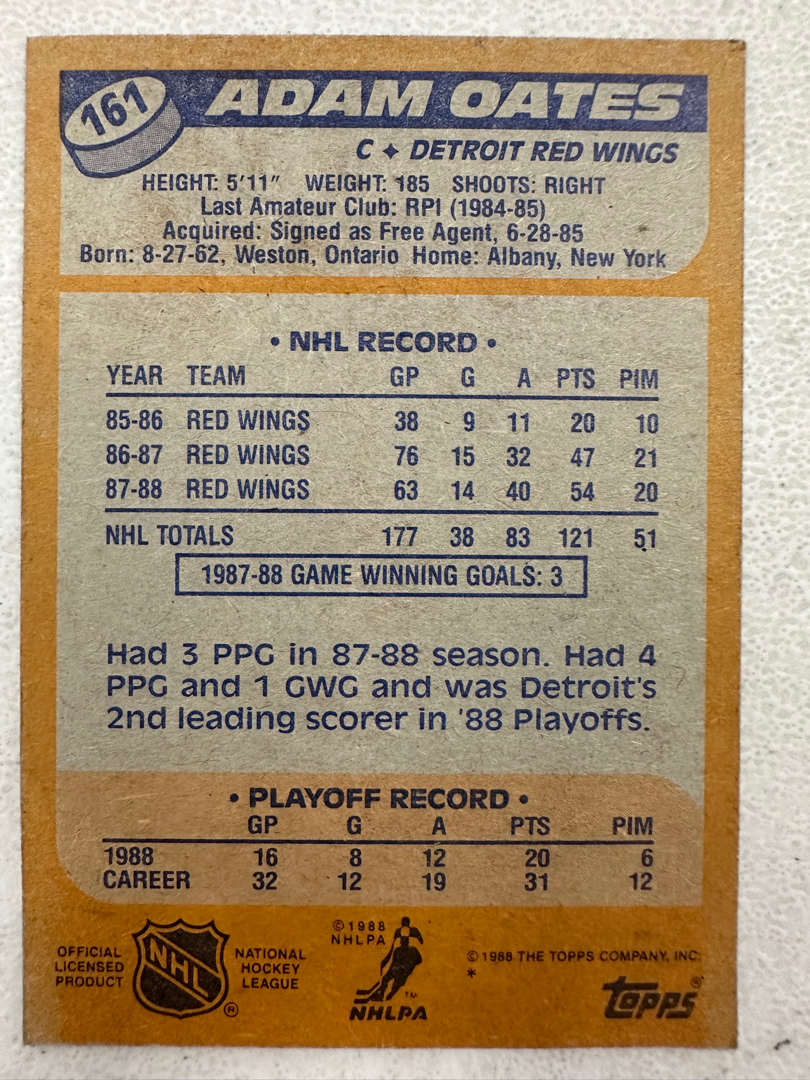 161
ADAM OATES
C ✦ DETROIT RED WINGS
HEIGHT: 5'11" WEIGHT: 185 SHOOTS: RIGHT
Last Amateur Club: RPI (1984-85)
Acquired: Signed as Free Agent, 6-28-85
Born: 8-27-62, Weston, Ontario Home: Albany, New York
• NHL RECORD •
YEAR TEAM GP G A PTS PIM
85-86 RED WINGS 38 9 11 20 10
86-87 RED WINGS 76 15 32 47 21
87-88 RED WINGS 63 14 40 54 20
NHL TOTALS 177 38 83 121 51
1987-88 GAME WINNING GOALS: 3
Had 3 PPG in 87-88 season. Had 4
PPG and 1 GWG and was Detroit's
2nd leading scorer in '88 Playoffs.
• PLAYOFF RECORD •
GP G A PTS PIM
1988 16 8 12 20 6
CAREER 32 12 19 31 12
OFFICIAL
LICENSED
PRODUCT
NHL
®
NATIONAL
HOCKEY
LEAGUE
©1988
NHLPA
™
NHLPA
©1988 THE TOPPS COMPANY, INC.
*
topps®